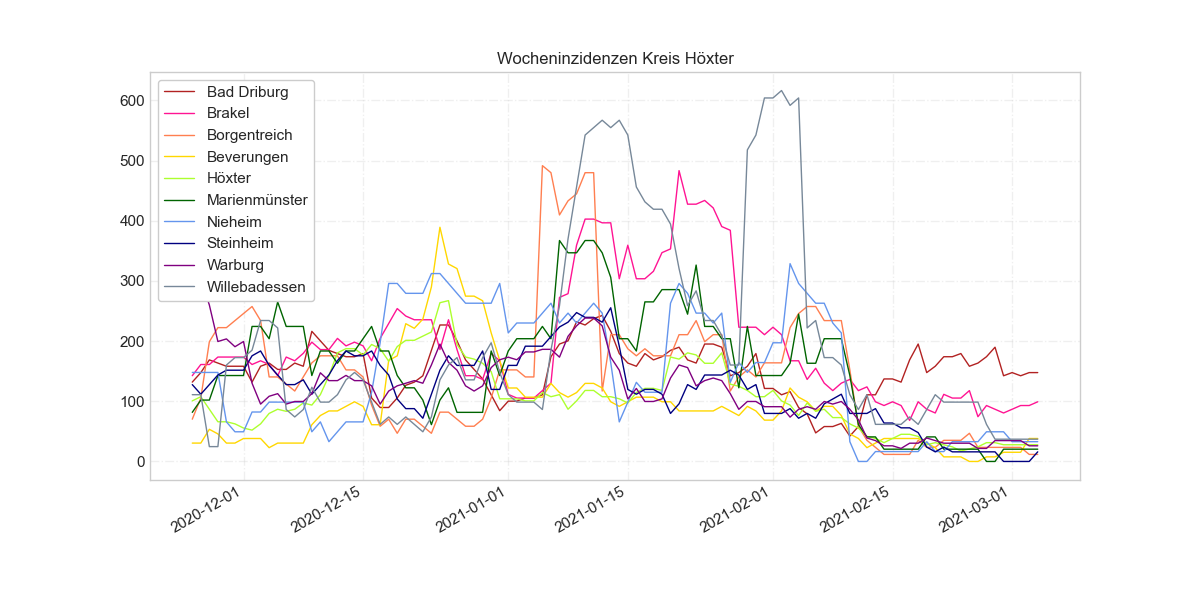 Wocheninzidenzen Kreis Höxter
Bad Driburg
Brakel
Borgentreich
Beverungen
Höxter
Marienmünster
Nieheim
Steinheim
Warburg
Willebadessen
600
500
400
300
200
100
0
2020-12-01
2020-12-15
2021-01-01
2021-01-15
2021-02-01
2021-02-15
2021-03-01